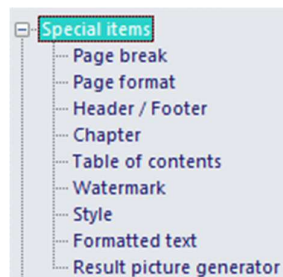 Special items
Page break
Page format
Header / Footer
Chapter
Table of contents
Watermark
Style
Formatted text
Result picture generator